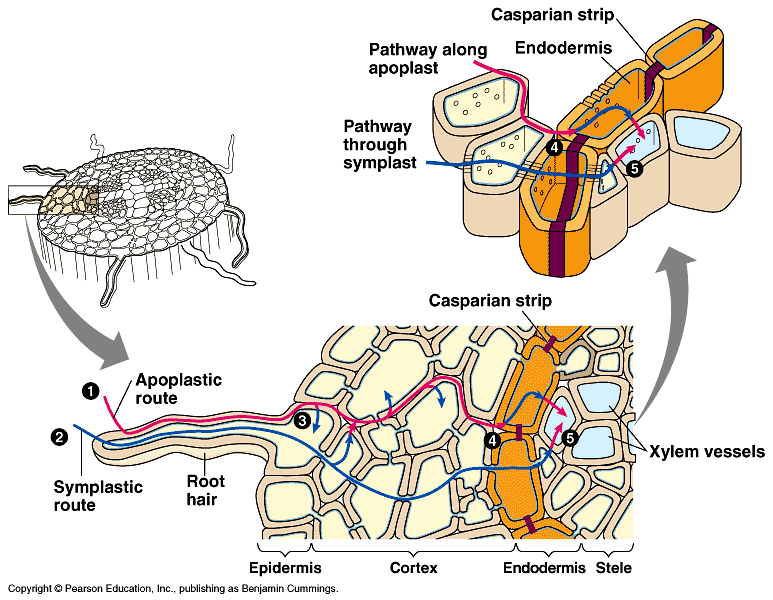 Casparian strip
Pathway along
apoplast
Endodermis
Pathway
through
symplast
4
5
Casparian strip
1
Apoplastic
route
2
3
4
5
Symplastic
route
Root
hair
Xylem vessels
Epidermis
Cortex
Endodermis
Stele
Copyright © Pearson Education, Inc., publishing as Benjamin Cummings.